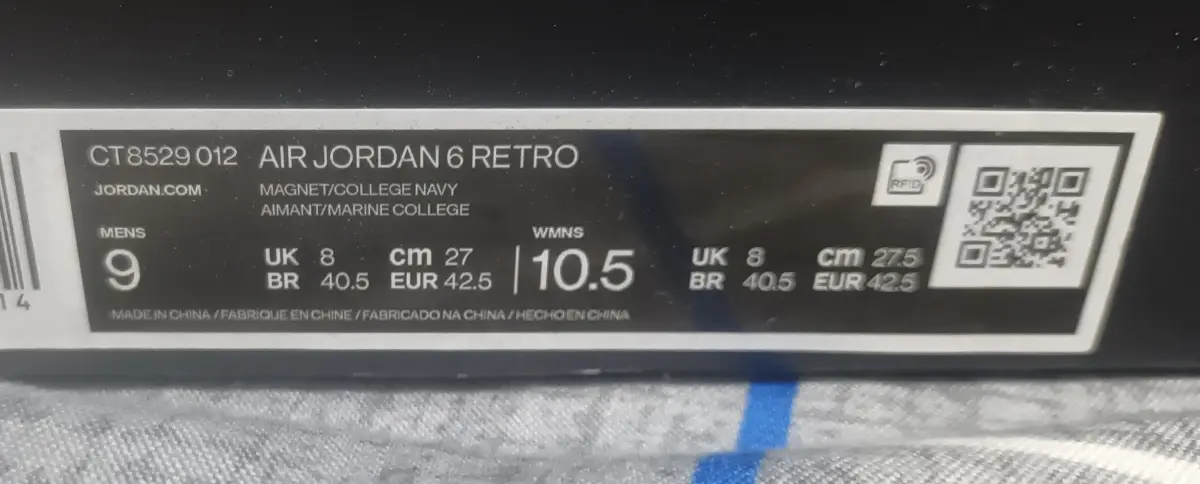 CT8529 012 AIR JORDAN 6 RETRO
JORDAN.COM MAGNET/COLLEGE NAVY
AIMANT/MARINE COLLEGE
RFID
MENS WMNS
9 UK 8 cm 27 10.5 UK 8 cm 27.5
BR 40.5 EUR 42.5 BR 40.5 EUR 42.5
MADE IN CHINA / FABRIQUE EN CHINE / FABRICADO NA CHINA / HECHO EN CHINA
14